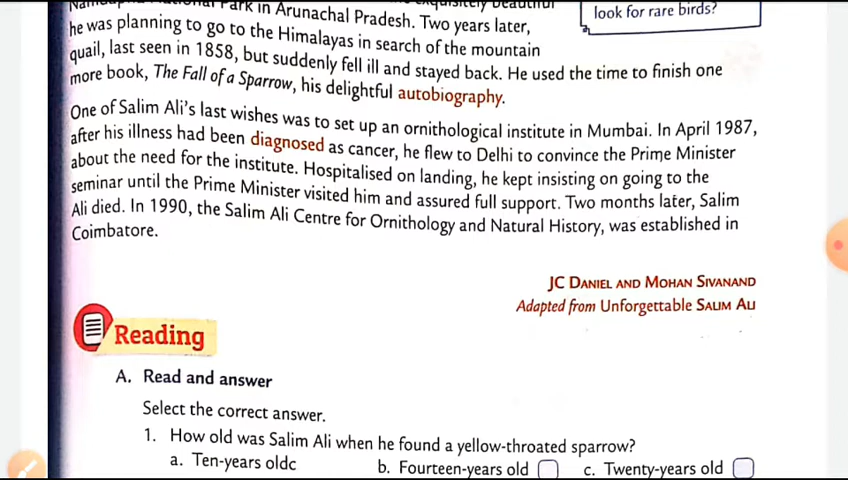 Park in Arunachal Pradesh. Two years later,
look for rare birds?
he was planning to go to the Himalayas in search of the mountain
quail, last seen in 1858, but suddenly fell ill and stayed back. He used the time to finish one
more book, The Fall of a Sparrow, his delightful autobiography.
One of Salim Ali's last wishes was to set up an ornithological institute in Mumbai. In April 1987,
after his illness had been diagnosed as cancer, he flew to Delhi to convince the Prime Minister
about the need for the institute. Hospitalised on landing, he kept insisting on going to the
seminar until the Prime Minister visited him and assured full support. Two months later, Salim
Ali died. In 1990, the Salim Ali Centre for Ornithology and Natural History, was established in
Coimbatore.
JC DANIEL AND MOHAN SIVANAND
Adapted from Unforgettable SALIM ALI
Reading
A. Read and answer
Select the correct answer.
1. How old was Salim Ali when he found a yellow-throated sparrow?
a. Ten-years oldc b. Fourteen-years old c. Twenty-years old